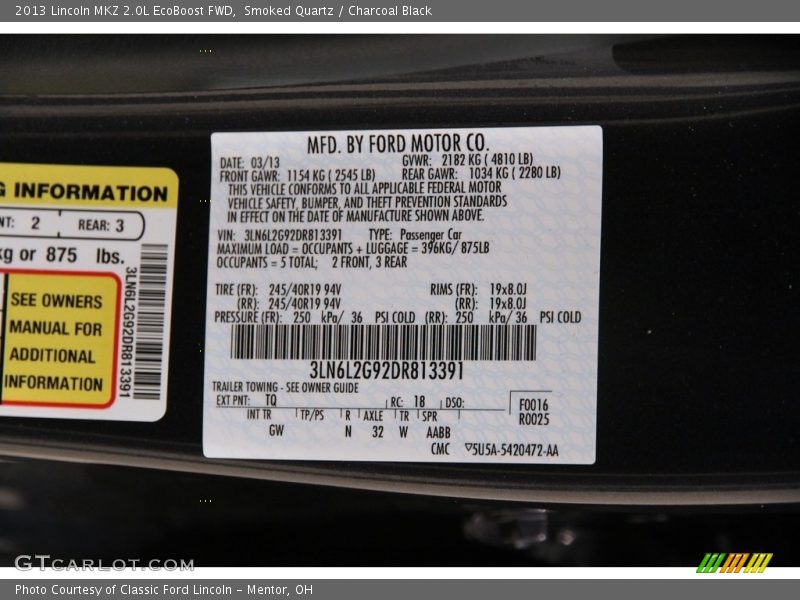 2013 Lincoln MKZ 2.0L EcoBoost FWD, Smoked Quartz / Charcoal Black
G INFORMATION
NT: 2 REAR: 3
kg or 875 lbs.
SEE OWNERS
MANUAL FOR
ADDITIONAL
INFORMATION
3LN6L2G92DR813391
MFD. BY FORD MOTOR CO.
DATE: 03/13 GVWR: 2182 KG ( 4810 LB)
FRONT GAWR: 1154 KG ( 2545 LB) REAR GAWR: 1034 KG ( 2280 LB)
THIS VEHICLE CONFORMS TO ALL APPLICABLE FEDERAL MOTOR
VEHICLE SAFETY, BUMPER, AND THEFT PREVENTION STANDARDS
IN EFFECT ON THE DATE OF MANUFACTURE SHOWN ABOVE.
VIN: 3LN6L2G92DR813391 TYPE: Passenger Car
MAXIMUM LOAD = OCCUPANTS + LUGGAGE = 396KG/ 875LB
OCCUPANTS = 5 TOTAL; 2 FRONT, 3 REAR
TIRE (FR): 245/40R19 94V RIMS (FR): 19x8.0J
(RR): 245/40R19 94V (RR): 19x8.0J
PRESSURE (FR): 250 kPa/ 36 PSI COLD (RR): 250 kPa/ 36 PSI COLD
3LN6L2G92DR813391
TRAILER TOWING - SEE OWNER GUIDE
EXT PNT: TQ RC: 18 DSO: F0016
R0025
INT TR TP/PS R AXLE TR SPR
GW N 32 W AABB
CMC ▽5U5A-5420472-AA
GTCARLOT.COM
Photo Courtesy of Classic Ford Lincoln – Mentor, OH